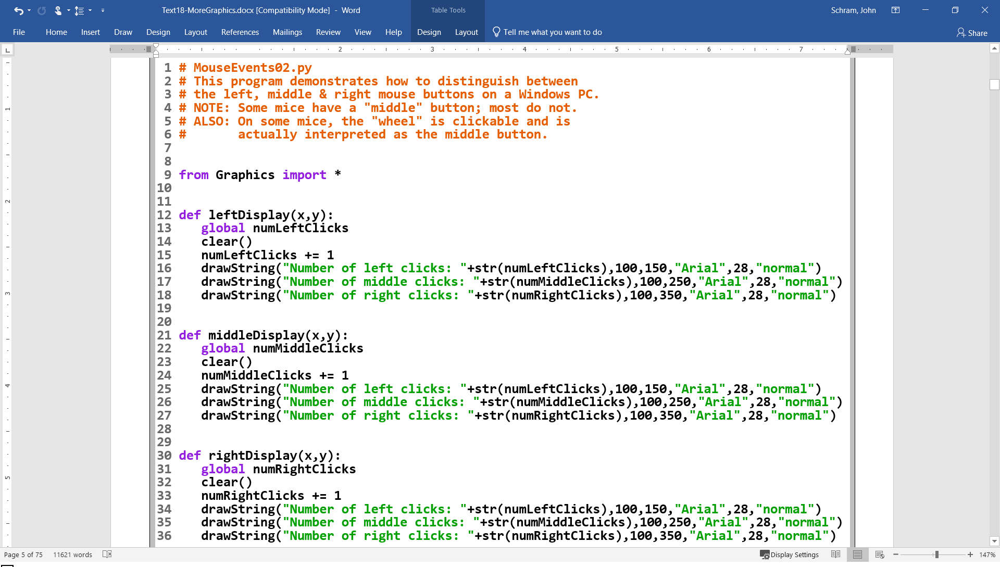 Text18-MoreGraphics.docx [Compatibility Mode] - Word
Table Tools
Schram, John
File Home Insert Draw Design Layout References Mailings Review View Help Design Layout Tell me what you want to do Share
L 2 3 4 5 6 7
1 # MouseEvents02.py
2 # This program demonstrates how to distinguish between
3 # the left, middle & right mouse buttons on a Windows PC.
4 # NOTE: Some mice have a "middle" button; most do not.
5 # ALSO: On some mice, the "wheel" is clickable and is
6 #       actually interpreted as the middle button.
7
8
9 from Graphics import *
10
11
12 def leftDisplay(x,y):
13    global numLeftClicks
14    clear()
15    numLeftClicks += 1
16    drawString("Number of left clicks: "+str(numLeftClicks),100,150,"Arial",28,"normal")
17    drawString("Number of middle clicks: "+str(numMiddleClicks),100,250,"Arial",28,"normal")
18    drawString("Number of right clicks: "+str(numRightClicks),100,350,"Arial",28,"normal")
19
20
21 def middleDisplay(x,y):
22    global numMiddleClicks
23    clear()
24    numMiddleClicks += 1
25    drawString("Number of left clicks: "+str(numLeftClicks),100,150,"Arial",28,"normal")
26    drawString("Number of middle clicks: "+str(numMiddleClicks),100,250,"Arial",28,"normal")
27    drawString("Number of right clicks: "+str(numRightClicks),100,350,"Arial",28,"normal")
28
29
30 def rightDisplay(x,y):
31    global numRightClicks
32    clear()
33    numRightClicks += 1
34    drawString("Number of left clicks: "+str(numLeftClicks),100,150,"Arial",28,"normal")
35    drawString("Number of middle clicks: "+str(numMiddleClicks),100,250,"Arial",28,"normal")
36    drawString("Number of right clicks: "+str(numRightClicks),100,350,"Arial",28,"normal")
1
2
3
4
5
Page 5 of 75 11621 words Display Settings 147%